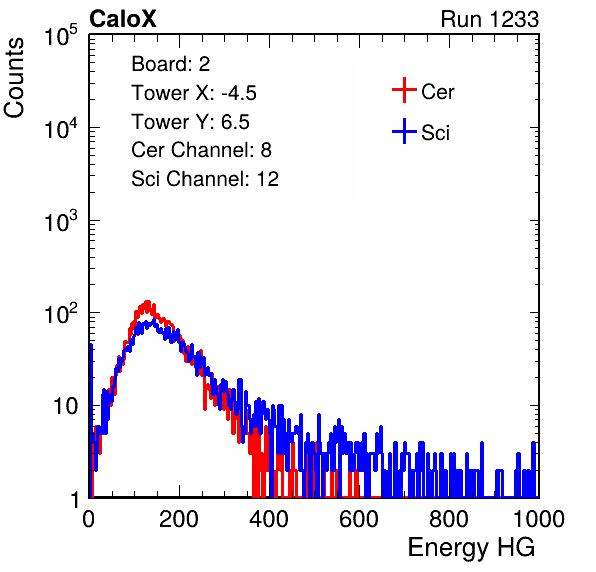 CaloX Run 1233
Counts
10^5
10^4
10^3
10^2
10
1
Board: 2
Tower X: -4.5
Tower Y: 6.5
Cer Channel: 8
Sci Channel: 12
Cer
Sci
0 200 400 600 800 1000
Energy HG